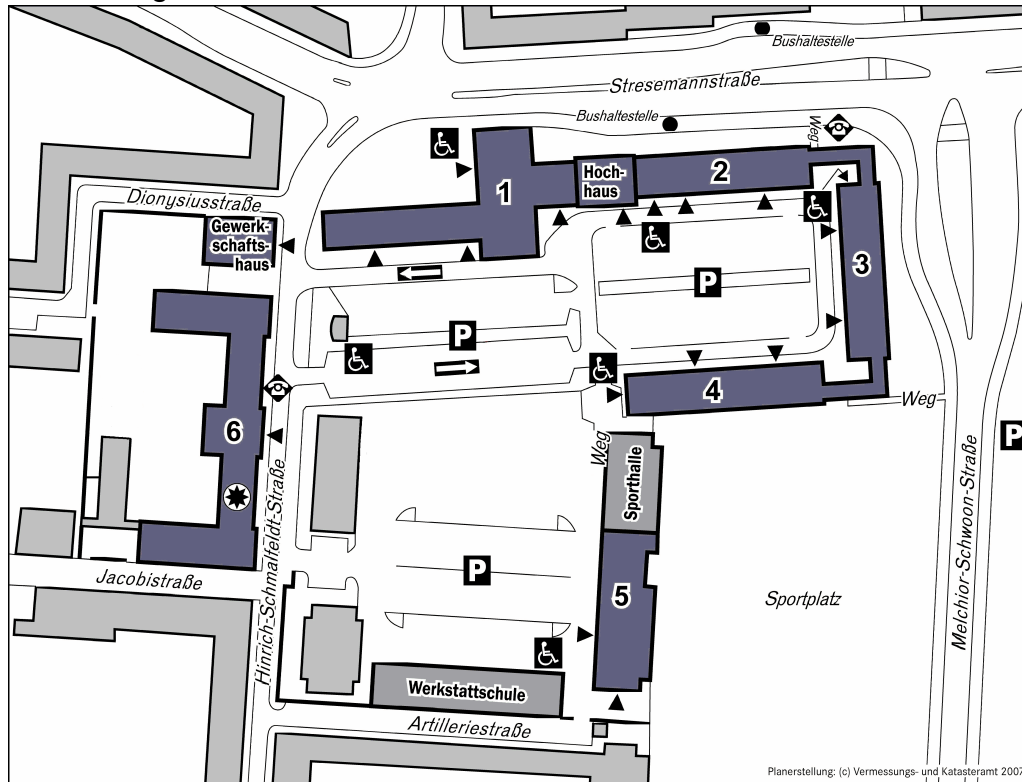 Bushaltestelle
Stresemannstraße
Bushaltestelle
Weg
Dionysiusstraße
Gewerk-
schafts-
haus
1
Hoch-
haus
2
3
P
P
4
Weg
6
Weg
P
Sporthalle
Hinrich-Schmalfeldt-Straße
Melchior-Schwoon-Straße
Jacobistraße
P
5
Sportplatz
Werkstattschule
Artilleriestraße
Planerstellung: (c) Vermessungs- und Katasteramt 2007